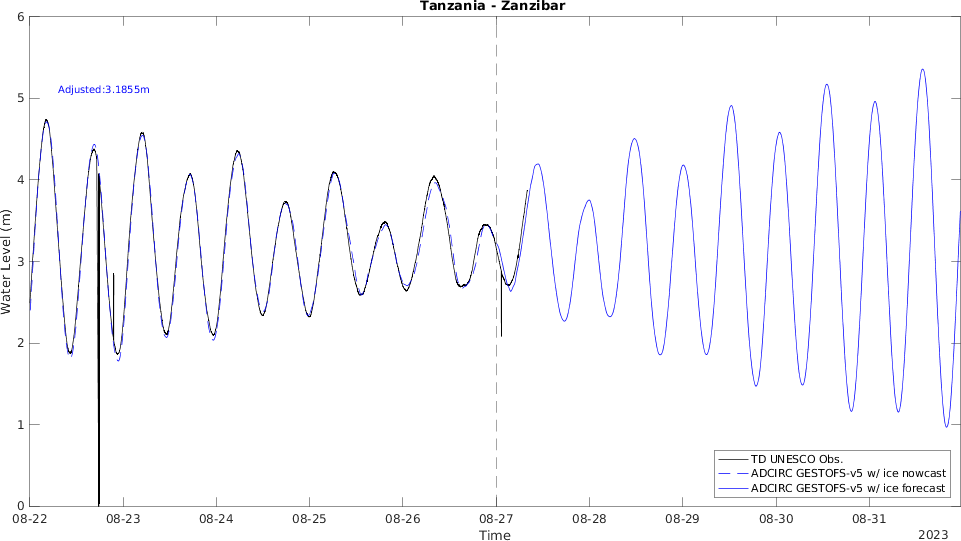 Tanzania - Zanzibar
6
5
4
3
2
1
0
Water Level (m)
Adjusted:3.1855m
TD UNESCO Obs.
ADCIRC GESTOFS-v5 w/ ice nowcast
ADCIRC GESTOFS-v5 w/ ice forecast
08-22 08-23 08-24 08-25 08-26 08-27 08-28 08-29 08-30 08-31
Time
2023